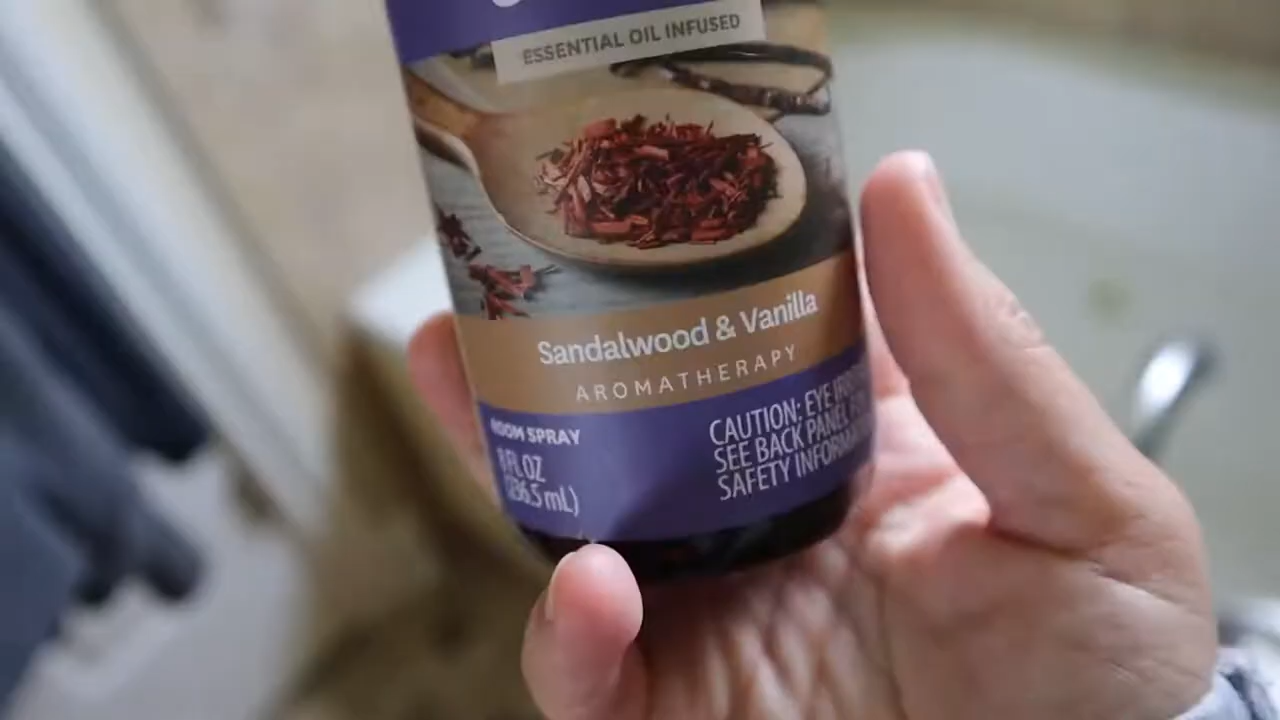 ESSENTIAL OIL INFUSED
Sandalwood & Vanilla
AROMATHERAPY
ROOM SPRAY
8 FL OZ
(236.5 mL)
CAUTION: EYE
SEE BACK PANEL
SAFETY